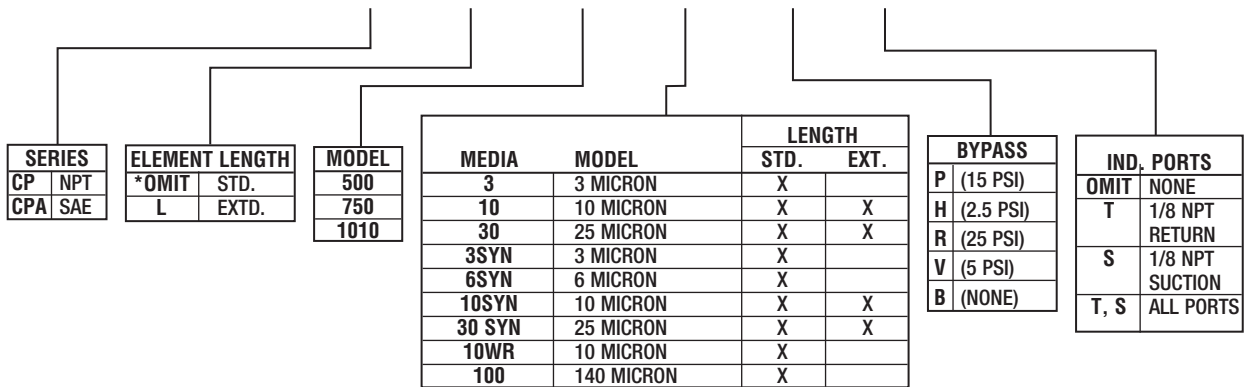 SERIES
CP NPT
CPA SAE
ELEMENT LENGTH
*OMIT STD.
L EXTD.
MODEL
500
750
1010
LENGTH
MEDIA MODEL STD. EXT.
3 3 MICRON X
10 10 MICRON X X
30 25 MICRON X X
3SYN 3 MICRON X
6SYN 6 MICRON X
10SYN 10 MICRON X X
30 SYN 25 MICRON X X
10WR 10 MICRON X
100 140 MICRON X
BYPASS
P (15 PSI)
H (2.5 PSI)
R (25 PSI)
V (5 PSI)
B (NONE)
IND. PORTS
OMIT NONE
T 1/8 NPT
RETURN
S 1/8 NPT
SUCTION
T, S ALL PORTS